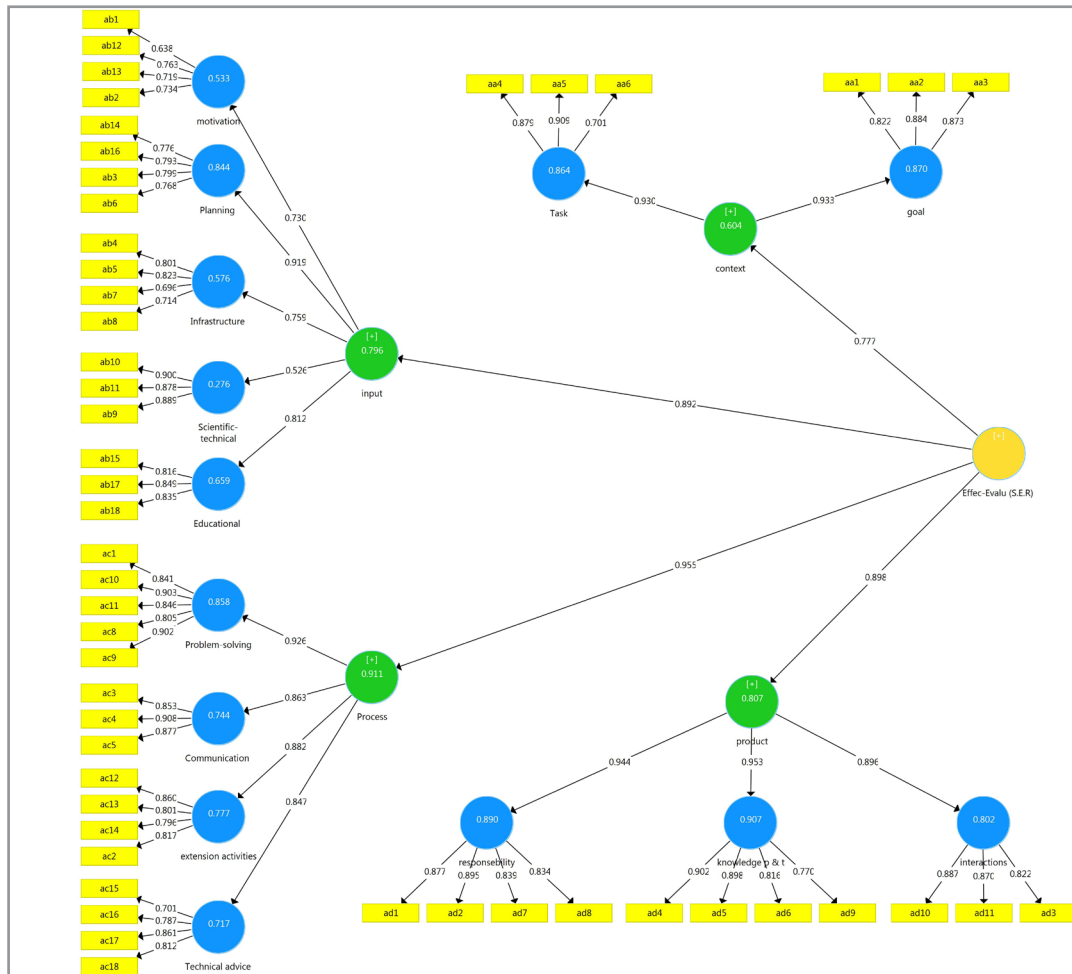 ab1
ab12
ab13
ab2
0.638
0.763
0.719
0.734
0.533
motivation
ab14
ab16
ab3
ab6
0.776
0.793
0.799
0.768
0.844
Planning
ab4
ab5
ab7
ab8
0.801
0.823
0.696
0.714
0.576
Infrastructure
ab10
ab11
ab9
0.900
0.878
0.889
0.276
Scientific-
technical
ab15
ab17
ab18
0.816
0.849
0.835
0.659
Educational
0.730
0.919
0.759
0.526
0.812
[+]
0.796
input
aa4
aa5
aa6
0.879
0.909
0.701
0.864
Task
aa1
aa2
aa3
0.822
0.884
0.873
0.870
goal
0.930
0.933
[+]
0.604
context
0.777
0.892
[+]
Effec-Evalu (S.E.R)
0.955
0.898
ac1
ac10
ac11
ac8
ac9
0.841
0.903
0.846
0.805
0.902
0.858
Problem-solving
ac3
ac4
ac5
0.853
0.908
0.877
0.744
Communication
ac12
ac13
ac14
ac2
0.860
0.801
0.796
0.817
0.777
extension activities
ac15
ac16
ac17
ac18
0.701
0.787
0.861
0.812
0.717
Technical advice
0.926
0.863
0.882
0.847
[+]
0.911
Process
[+]
0.807
product
0.944
0.953
0.896
0.890
responsebility
0.877
0.895
0.839
0.834
ad1
ad2
ad7
ad8
0.907
knowledge p & t
0.902
0.898
0.816
0.770
ad4
ad5
ad6
ad9
0.802
interactions
0.887
0.870
0.822
ad10
ad11
ad3